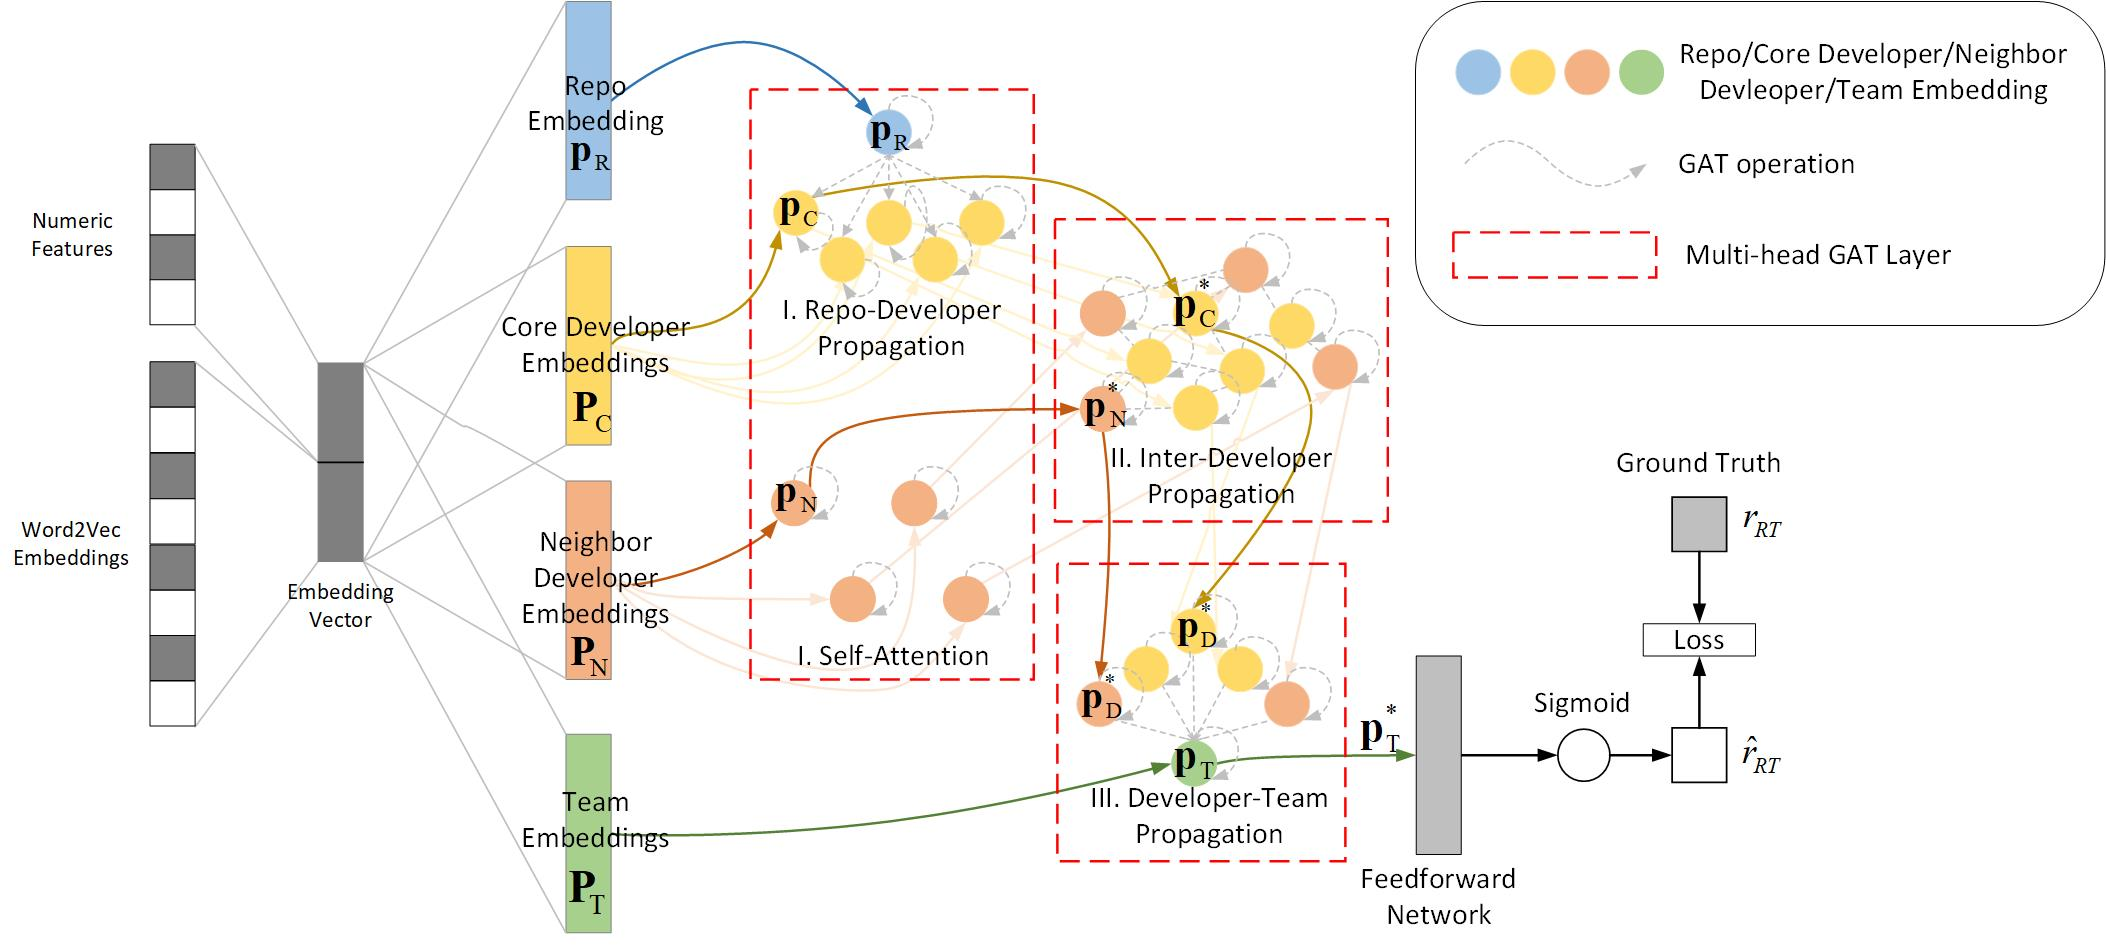 Numeric
Features
Word2Vec
Embeddings
Embedding
Vector
Repo
Embedding
pR
Core Developer
Embeddings
PC
Neighbor
Developer
Embeddings
PN
Team
Embeddings
PT
pR
pC
I. Repo-Developer
Propagation
pN
I. Self-Attention
p*C
p*N
II. Inter-Developer
Propagation
p*D
p*D
pT
III. Developer-Team
Propagation
p*T
Feedforward
Network
Sigmoid
Ground Truth
rRT
Loss
r̂RT
Repo/Core Developer/Neighbor
Devleoper/Team Embedding
GAT operation
Multi-head GAT Layer